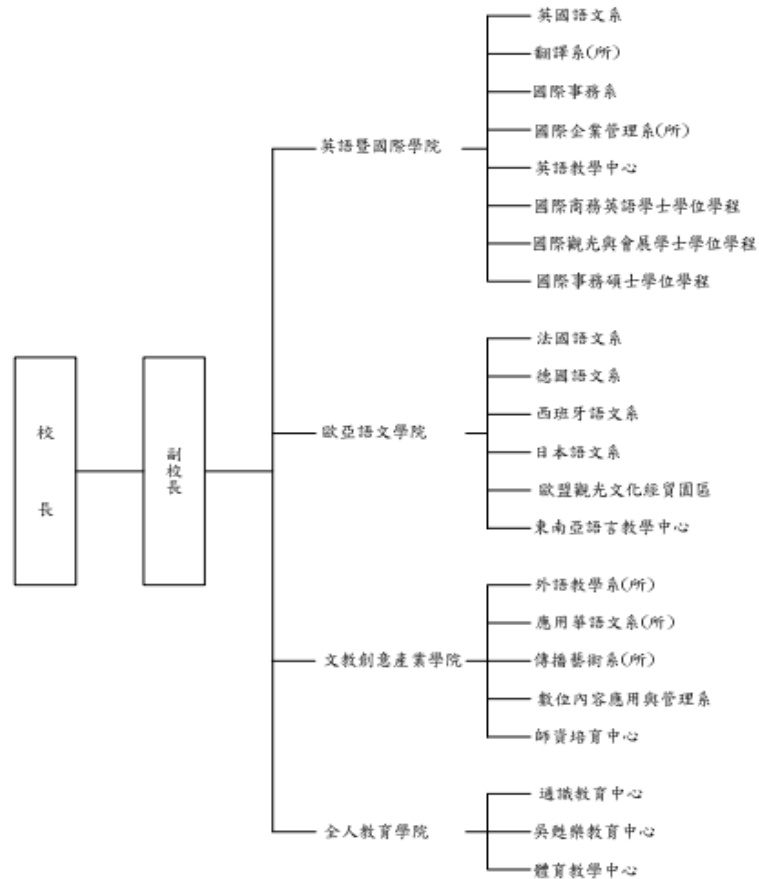 校長
副校長
英語暨國際學院
英國語文系
翻譯系(所)
國際事務系
國際企業管理系(所)
英語教學中心
國際商務英語學士學位學程
國際觀光與會展學士學位學程
國際事務碩士學位學程
歐亞語文學院
法國語文系
德國語文系
西班牙語文系
日本語文系
歐盟觀光文化經貿園區
東南亞語言教學中心
文教創意產業學院
外語教學系(所)
應用華語文系(所)
傳播藝術系(所)
數位內容應用與管理系
師資培育中心
全人教育學院
通識教育中心
吳甦樂教育中心
體育教學中心